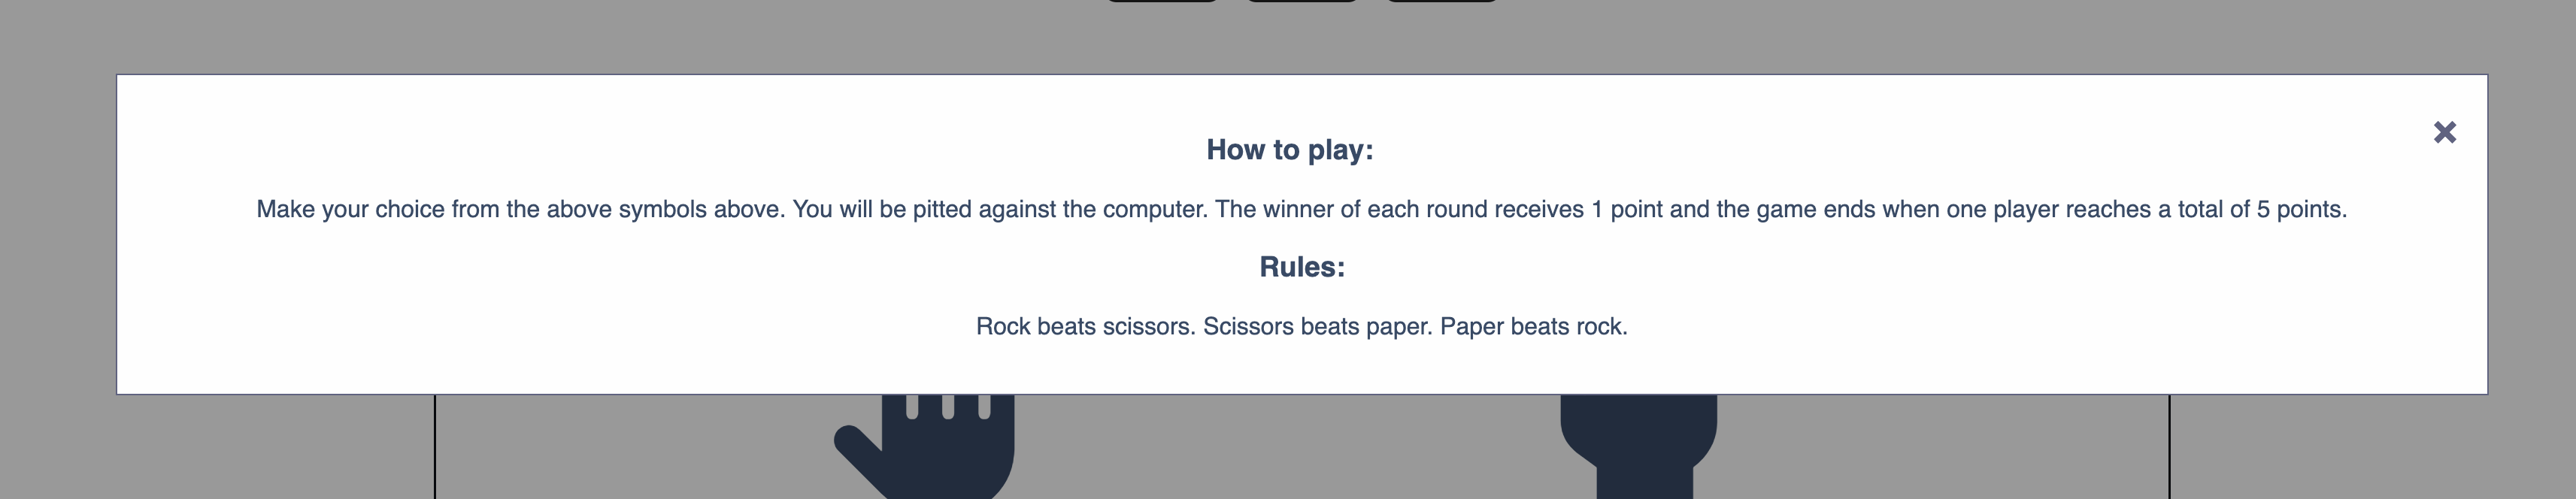 How to play:
Make your choice from the above symbols above. You will be pitted against the computer. The winner of each round receives 1 point and the game ends when one player reaches a total of 5 points.
Rules:
Rock beats scissors. Scissors beats paper. Paper beats rock.